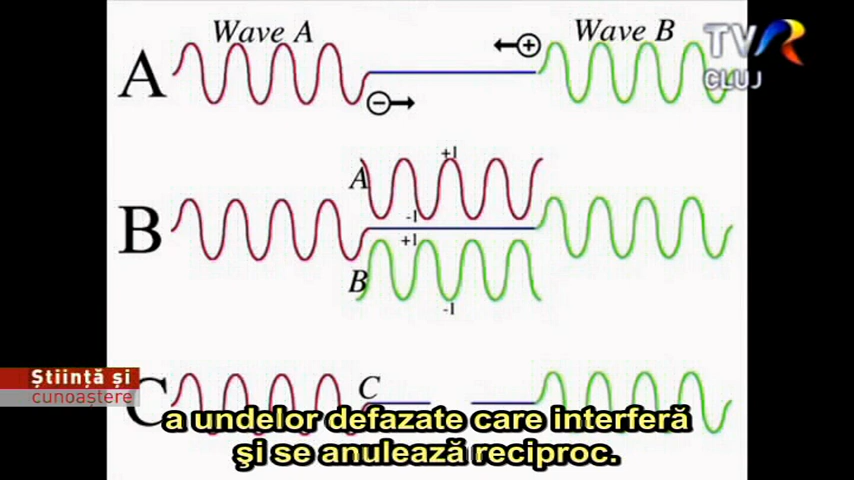 Wave A
Wave B
TVR
CLUJ
A
+
−
A
+1
-1
B
+1
B
-1
Știință și
cunoaștere
C
C
a undelor defazate care interferă
şi se anulează reciproc.